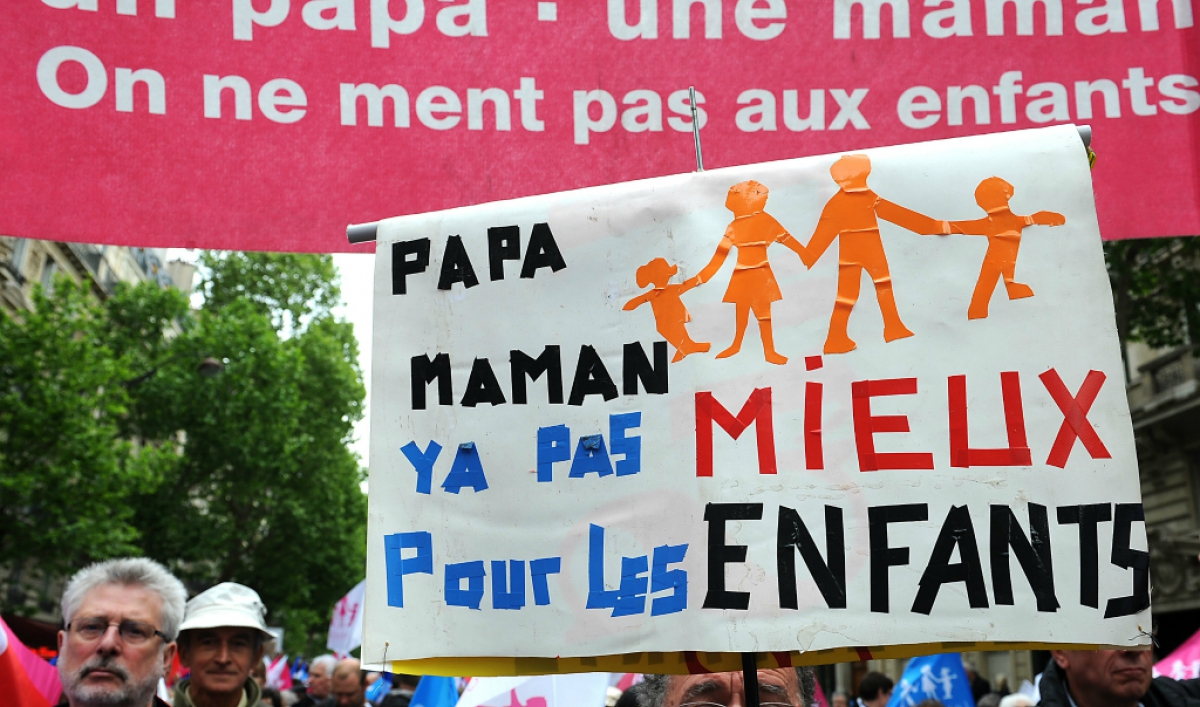 un papa : une maman
On ne ment pas aux enfants
PAPA
MAMAN
YA PAS MIEUX
POUR LES ENFANTS